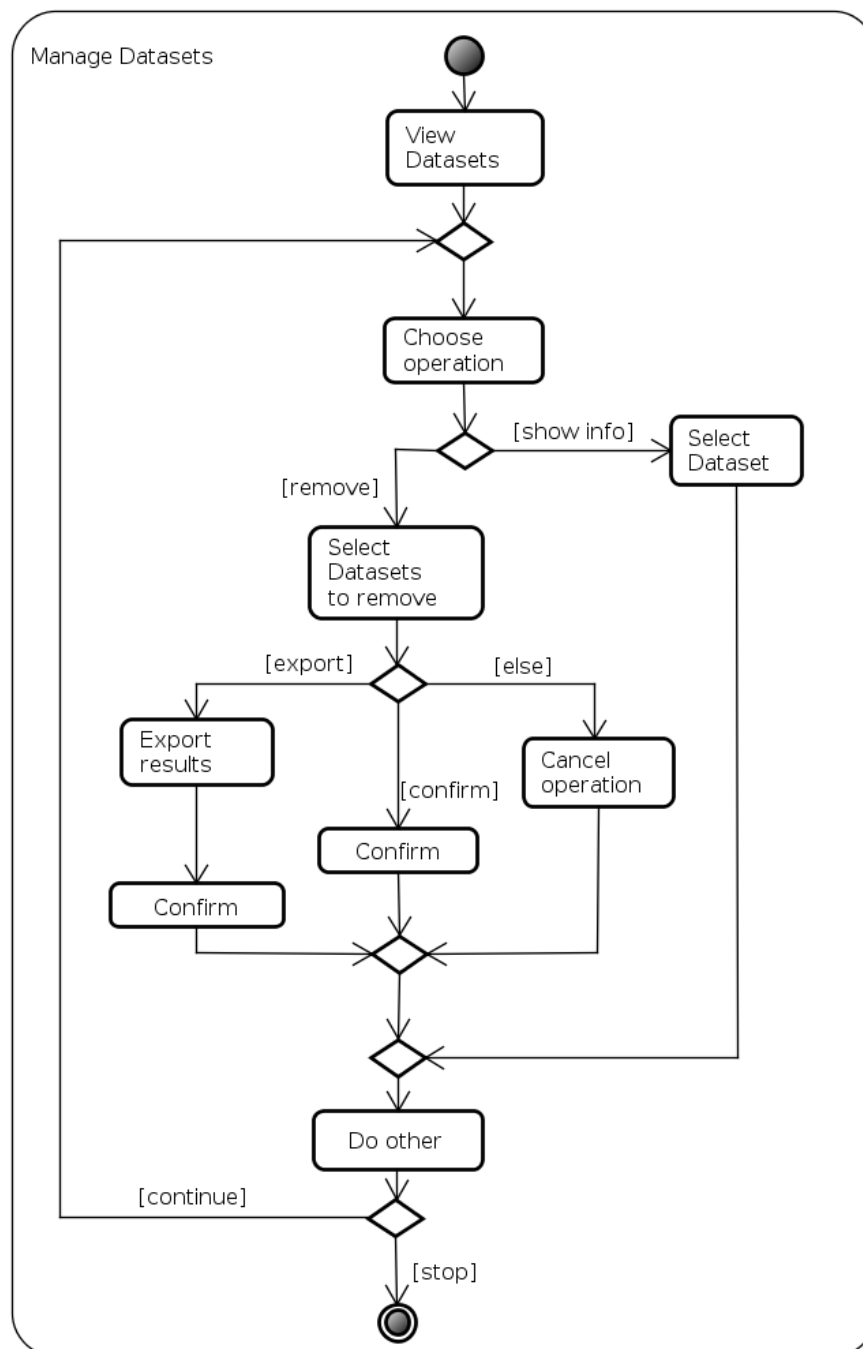 Manage Datasets
View
Datasets
Choose
operation
[show info]
Select
Dataset
[remove]
Select
Datasets
to remove
[export]
[else]
Export
results
Cancel
operation
[confirm]
Confirm
Confirm
Do other
[continue]
[stop]